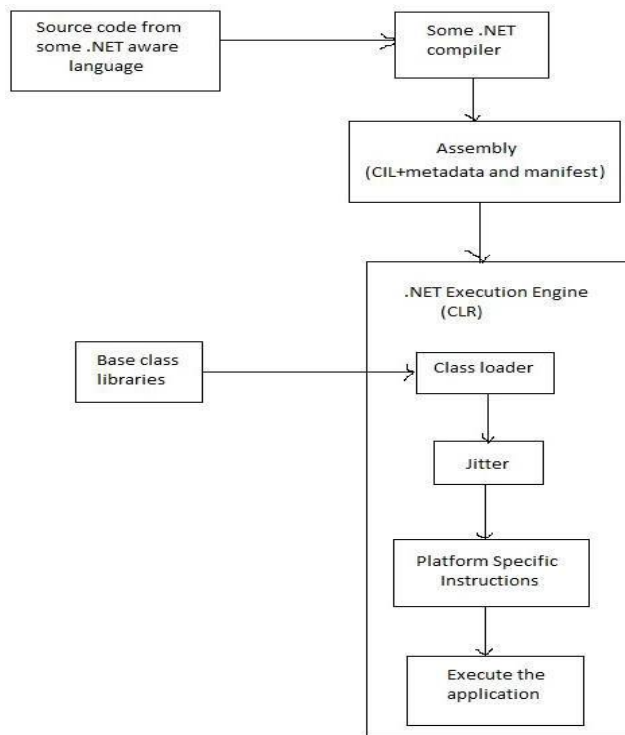 Source code from
some .NET aware
language
Some .NET
compiler
Assembly
(CIL+metadata and manifest)
.NET Execution Engine
(CLR)
Base class
libraries
Class loader
Jitter
Platform Specific
Instructions
Execute the
application